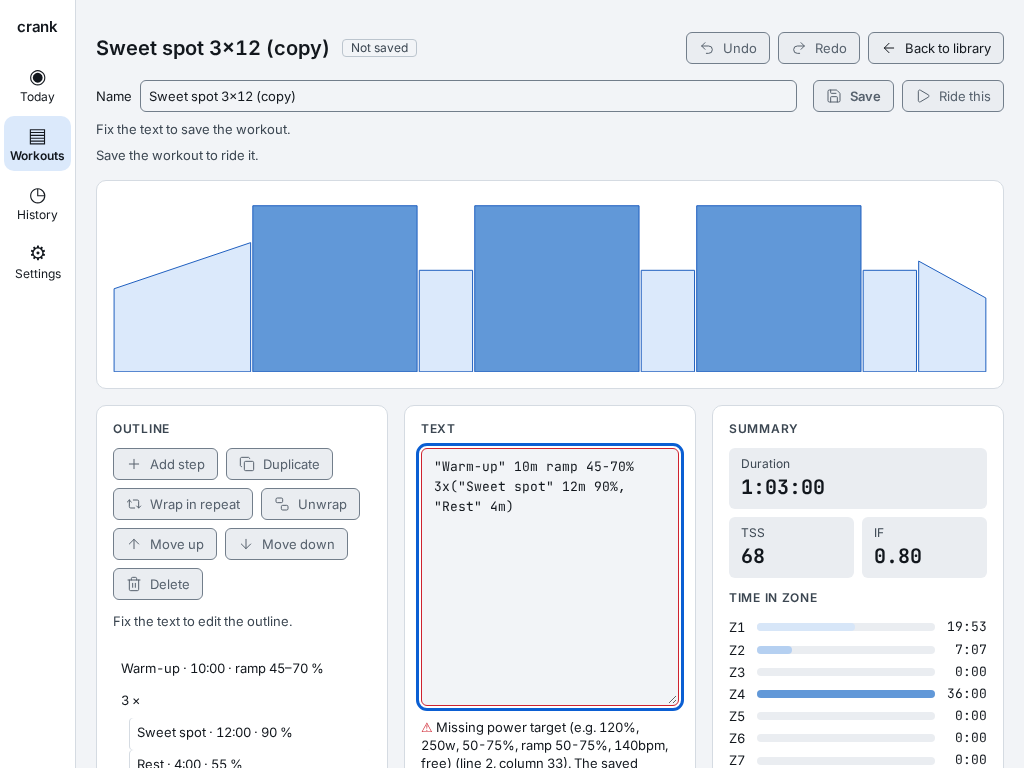 crank
Today
Workouts
History
Settings
Sweet spot 3×12 (copy)
Not saved
Undo
Redo
Back to library
Name
Sweet spot 3×12 (copy)
Save
Ride this
Fix the text to save the workout.
Save the workout to ride it.
OUTLINE
Add step
Duplicate
Wrap in repeat
Unwrap
Move up
Move down
Delete
Fix the text to edit the outline.
Warm-up · 10:00 · ramp 45–70 %
3 ×
Sweet spot · 12:00 · 90 %
Rest · 4:00 · 55 %
TEXT
"Warm-up" 10m ramp 45-70%
3x("Sweet spot" 12m 90%,
"Rest" 4m)
⚠ Missing power target (e.g. 120%,
250w, 50-75%, ramp 50-75%, 140bpm,
free) (line 2, column 33). The saved
SUMMARY
Duration
1:03:00
TSS
68
IF
0.80
TIME IN ZONE
Z1 19:53
Z2 7:07
Z3 0:00
Z4 36:00
Z5 0:00
Z6 0:00
Z7 0:00